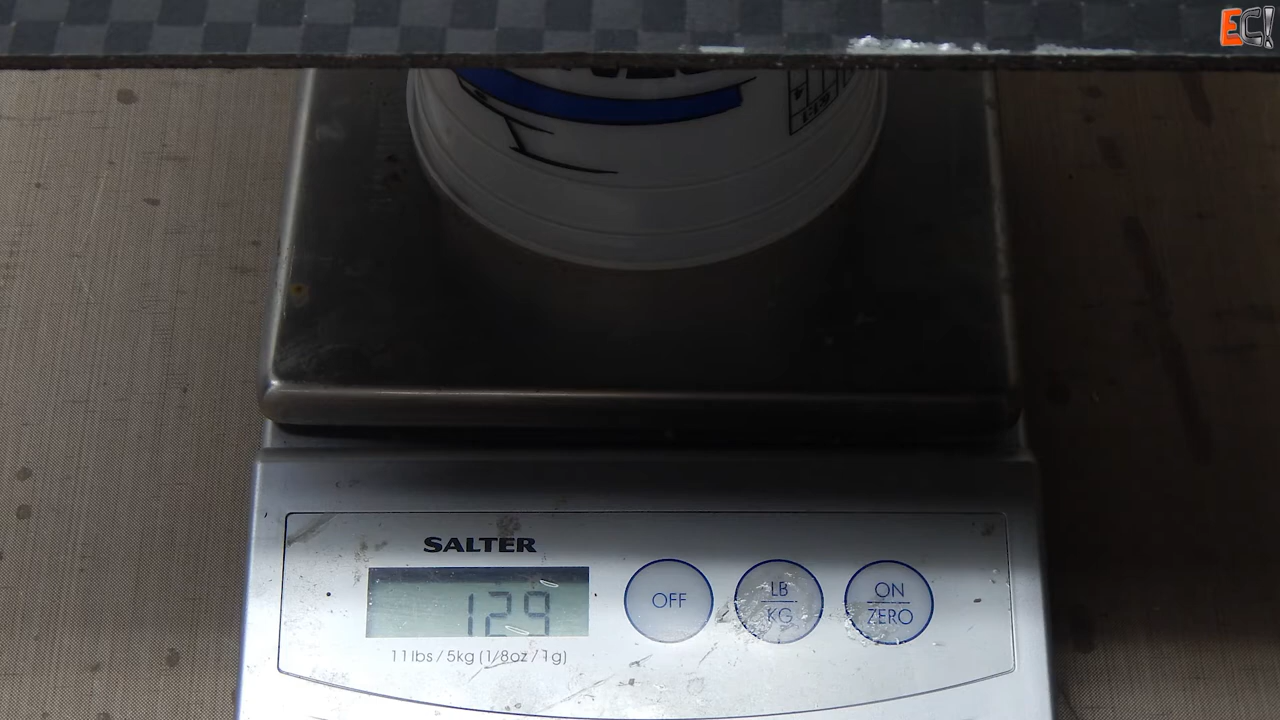 EC!
SALTER
129
11lbs / 5kg (1/8oz / 1g)
OFF
LB
KG
ON
ZERO